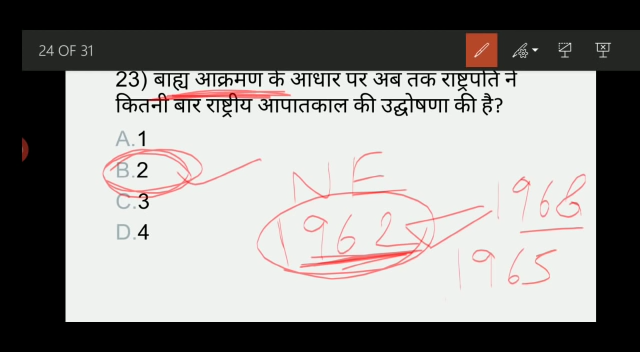 24 OF 31
23) बाह्य आक्रमण के आधार पर अब तक राष्ट्रपति ने
कितनी बार राष्ट्रीय आपातकाल की उद्घोषणा की है?
A.1
B.2
C.3
D.4
NE
1962
1968
1965